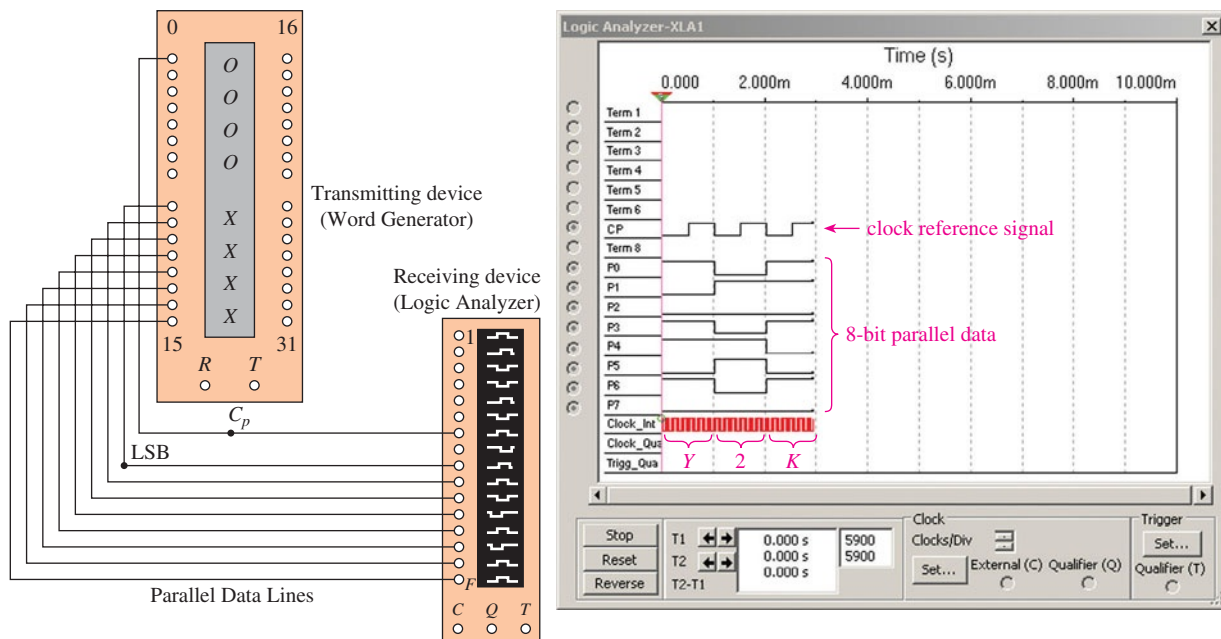 0 16
O
O
O
O
X
X
X
X
15 31
R T
Transmitting device
(Word Generator)
Receiving device
(Logic Analyzer)
1
F
C Q T
Cp
LSB
Parallel Data Lines
Logic Analyzer-XLA1
Time (s)
0.000 2.000m 4.000m 6.000m 8.000m 10.000m
Term 1
Term 2
Term 3
Term 4
Term 5
Term 6
CP
Term 8
P0
P1
P2
P3
P4
P5
P6
P7
Clock_Int
Clock_Qua
Trigg_Qua
clock reference signal
8-bit parallel data
Y 2 K
Stop
Reset
Reverse
T1
T2
T2-T1
0.000 s
0.000 s
0.000 s
5900
5900
Clock
Clocks/Div
Set...
External (C) Qualifier (Q)
Trigger
Set...
Qualifier (T)